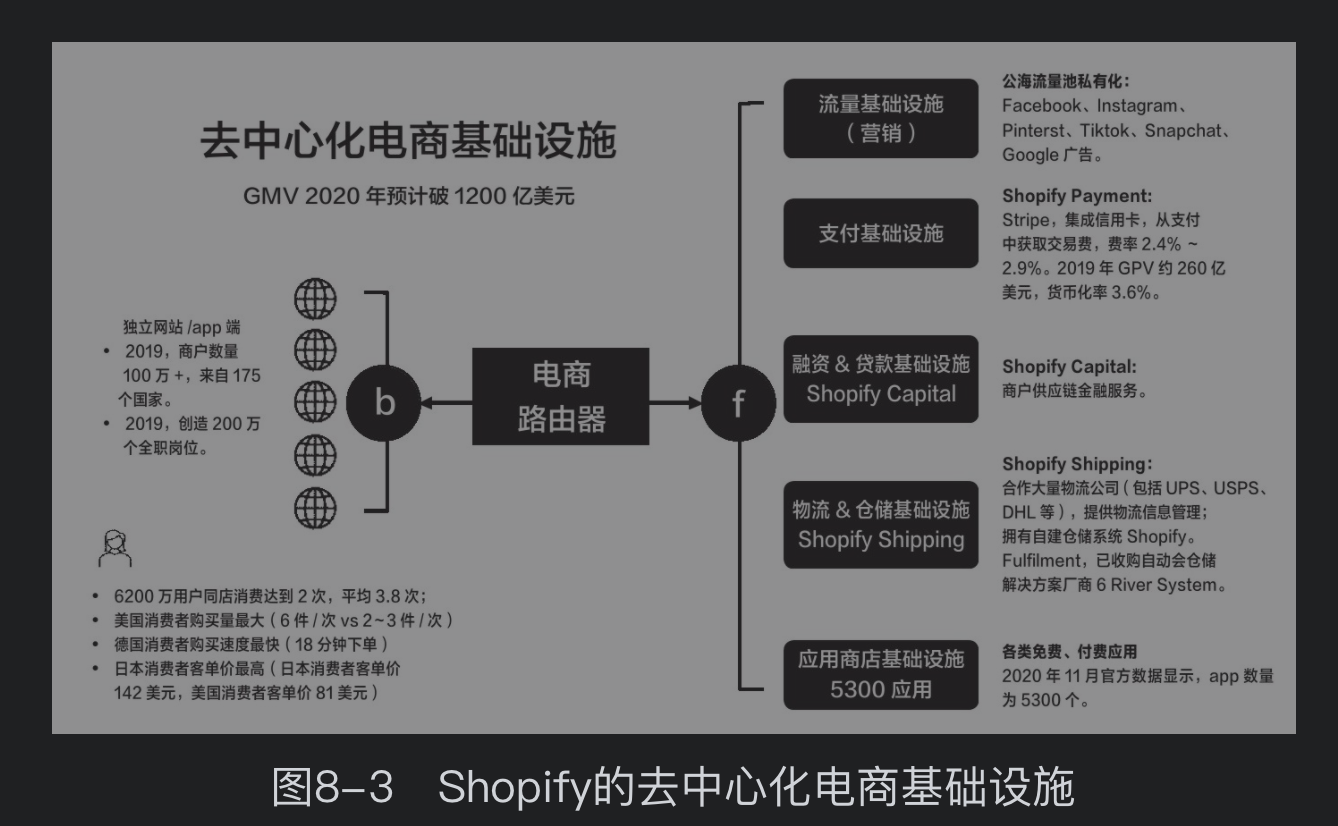 去中心化电商基础设施
GMV 2020 年预计破 1200 亿美元
独立网站 /app 端
• 2019，商户数量
100 万 +，来自 175
个国家。
• 2019，创造 200 万
个全职岗位。
b
电商
路由器
f
• 6200 万用户同店消费达到 2 次，平均 3.8 次；
• 美国消费者购买量最大（ 6 件 / 次 vs 2~3 件 / 次 ）
• 德国消费者购买速度最快（ 18 分钟下单 ）
• 日本消费者客单价最高（ 日本消费者客单价
142 美元，美国消费者客单价 81 美元 ）
流量基础设施
（ 营销 ）
公海流量池私有化：
Facebook、Instagram、
Pinterst、Tiktok、Snapchat、
Google 广告。
支付基础设施
Shopify Payment:
Stripe，集成信用卡，从支付
中获取交易费，费率 2.4% ~
2.9%。2019 年 GPV 约 260 亿
美元，货币化率 3.6%。
融资 & 贷款基础设施
Shopify Capital
Shopify Capital:
商户供应链金融服务。
物流 & 仓储基础设施
Shopify Shipping
Shopify Shipping：
合作大量物流公司（ 包括 UPS、USPS、
DHL 等 ），提供物流信息管理；
拥有自建仓储系统 Shopify。
Fulfilment，已收购自动会仓储
解决方案厂商 6 River System。
应用商店基础设施
5300 应用
各类免费、付费应用
2020 年 11 月官方数据显示，app 数量
为 5300 个。
图8-3 Shopify的去中心化电商基础设施